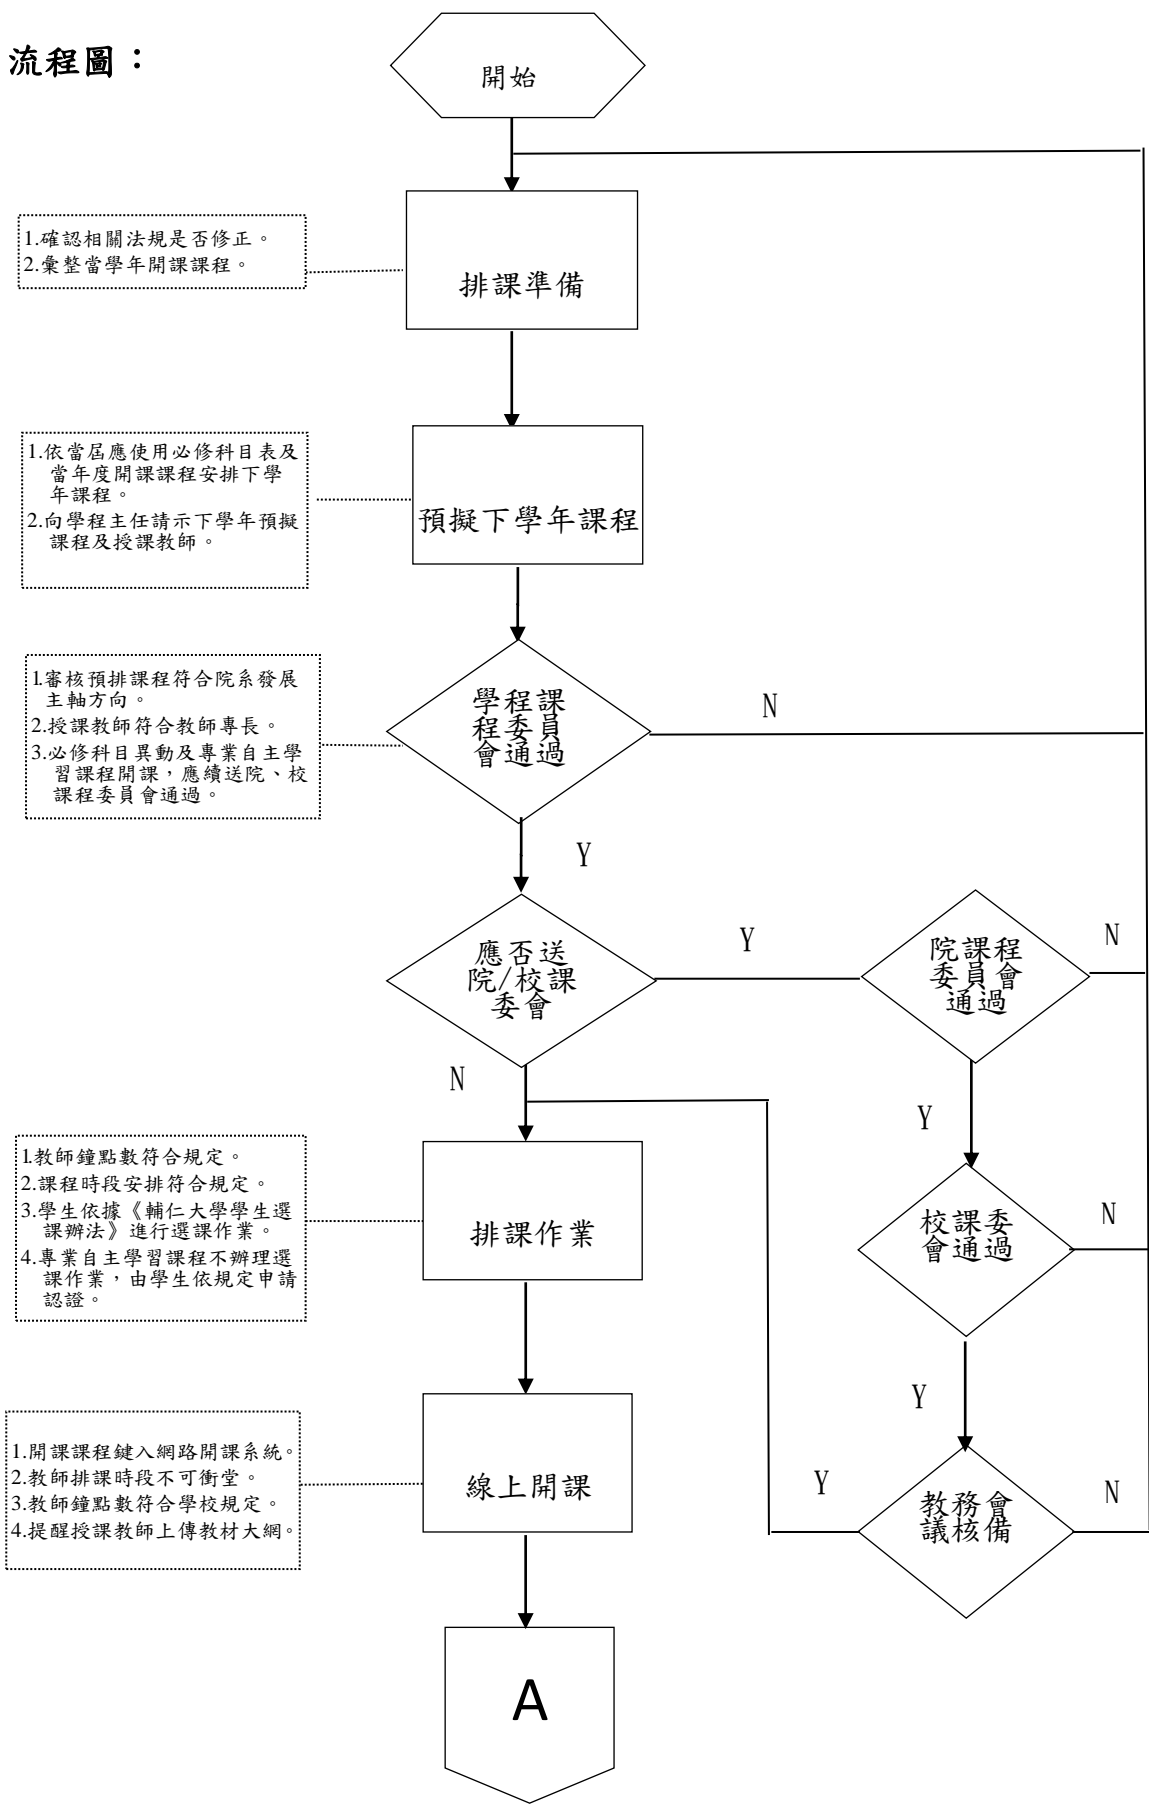 流程圖：
開始
1.確認相關法規是否修正。
2.彙整當學年開課課程。
排課準備
1.依當屆應使用必修科目表及
當年度開課課程安排下學
年課程。
2.向學程主任請示下學年預擬
課程及授課教師。
預擬下學年課程
1.審核預排課程符合院系發展
主軸方向。
2.授課教師符合教師專長。
3.必修科目異動及專業自主學
習課程開課，應續送院、校
課程委員會通過。
學程課
程委員
會通過
N
Y
應否送
院/校課
委會
Y
院課程
委員會
通過
N
N
Y
1.教師鐘點數符合規定。
2.課程時段安排符合規定。
3.學生依據《輔仁大學學生選
課辦法》進行選課作業。
4.專業自主學習課程不辦理選
課作業，由學生依規定申請
認證。
排課作業
校課委
會通過
N
Y
1.開課課程鍵入網路開課系統。
2.教師排課時段不可衝堂。
3.教師鐘點數符合學校規定。
4.提醒授課教師上傳教材大網。
線上開課
Y
教務會
議核備
N
A